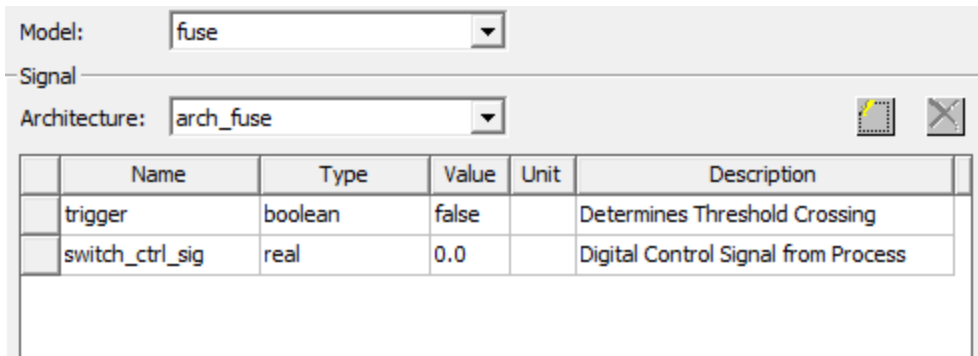 Model: fuse
Signal
Architecture: arch_fuse
Name Type Value Unit Description
trigger boolean false Determines Threshold Crossing
switch_ctrl_sig real 0.0 Digital Control Signal from Process